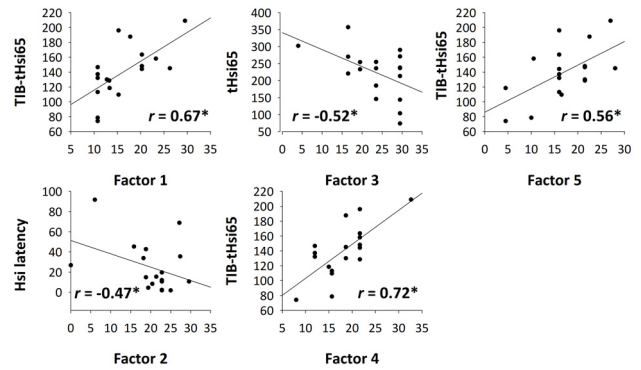 TIB-tHsi65
220
200
180
160
140
120
100
80
60
5 10 15 20 25 30 35
r = 0.67*
Factor 1
tHsi65
400
350
300
250
200
150
100
50
0 5 10 15 20 25 30 35
r = -0.52*
Factor 3
TIB-tHsi65
220
200
180
160
140
120
100
80
60
0 5 10 15 20 25 30
r = 0.56*
Factor 5
Hsi latency
100
80
60
40
20
0
0 5 10 15 20 25 30 35
r = -0.47*
Factor 2
TIB-tHsi65
220
200
180
160
140
120
100
80
60
5 10 15 20 25 30 35
r = 0.72*
Factor 4